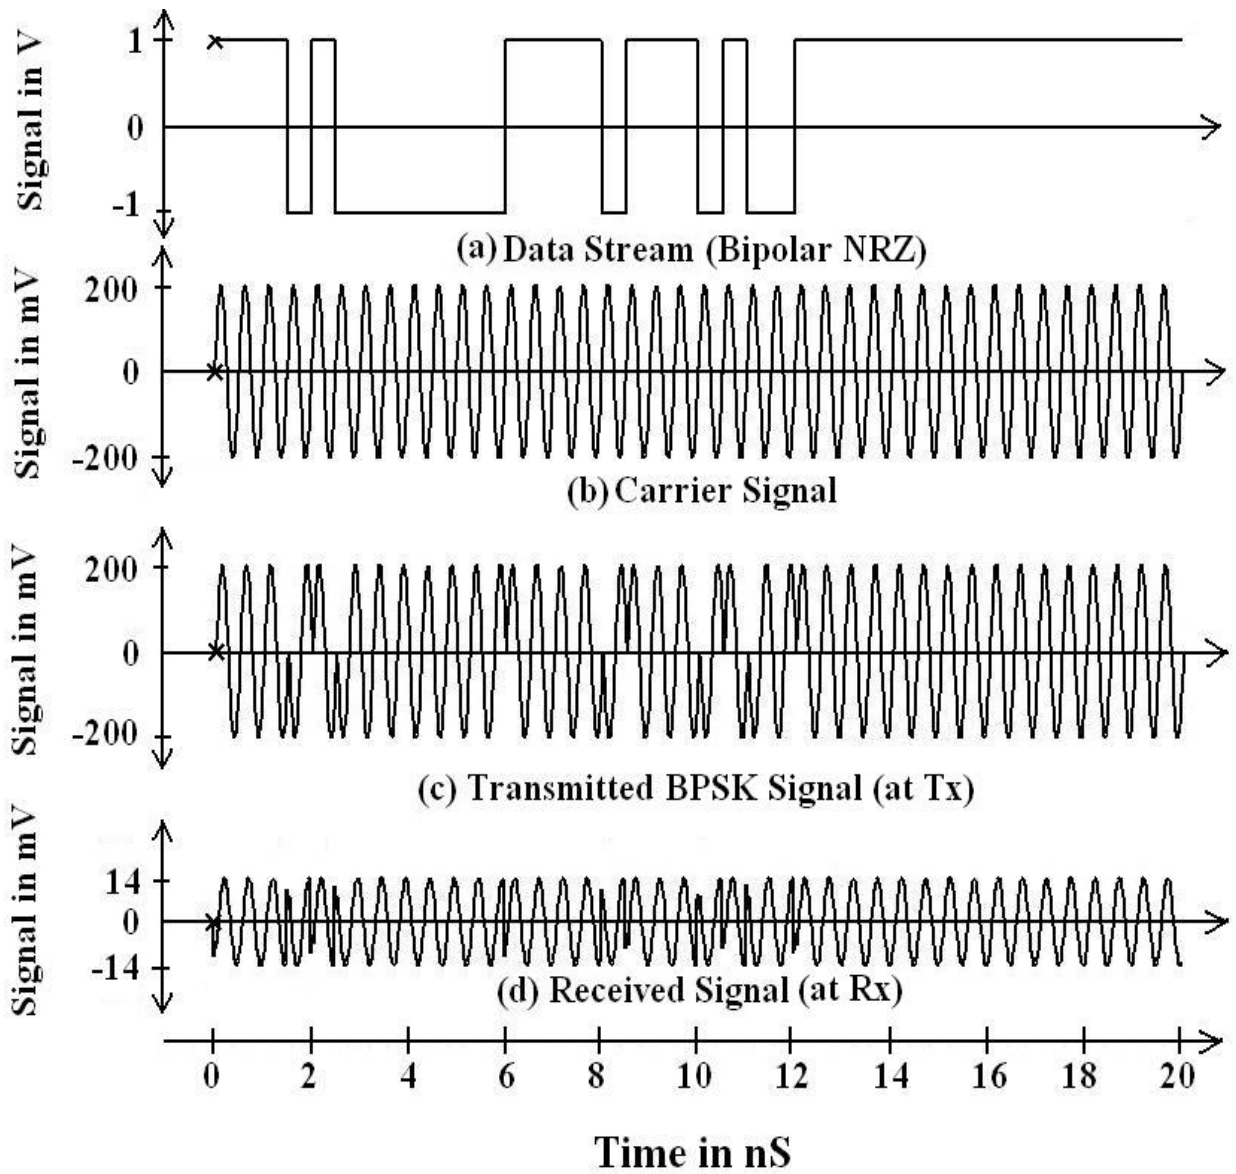 Signal in V
1
0
-1
(a) Data Stream (Bipolar NRZ)
Signal in mV
200
0
-200
(b) Carrier Signal
Signal in mV
200
0
-200
(c) Transmitted BPSK Signal (at Tx)
Signal in mV
14
0
-14
(d) Received Signal (at Rx)
0 2 4 6 8 10 12 14 16 18 20
Time in nS